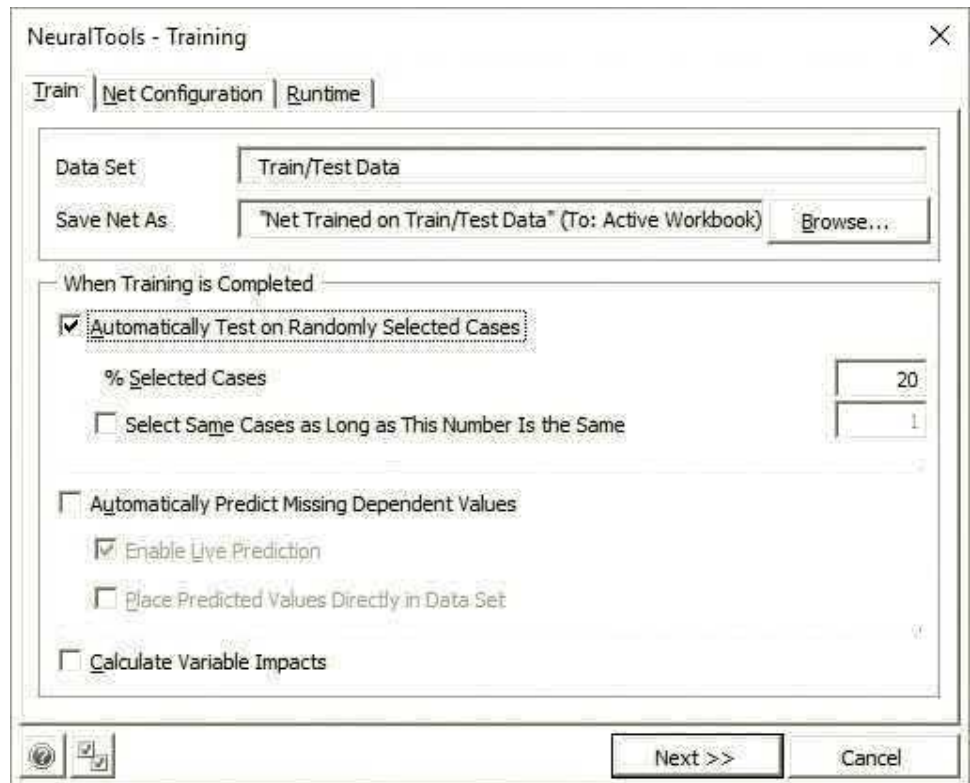 NeuralTools - Training
Train Net Configuration Runtime
Data Set Train/Test Data
Save Net As "Net Trained on Train/Test Data" (To: Active Workbook) Browse...
When Training is Completed
Automatically Test on Randomly Selected Cases
% Selected Cases 20
Select Same Cases as Long as This Number Is the Same 1
Automatically Predict Missing Dependent Values
Enable Live Prediction
Place Predicted Values Directly in Data Set
Calculate Variable Impacts
Next >> Cancel